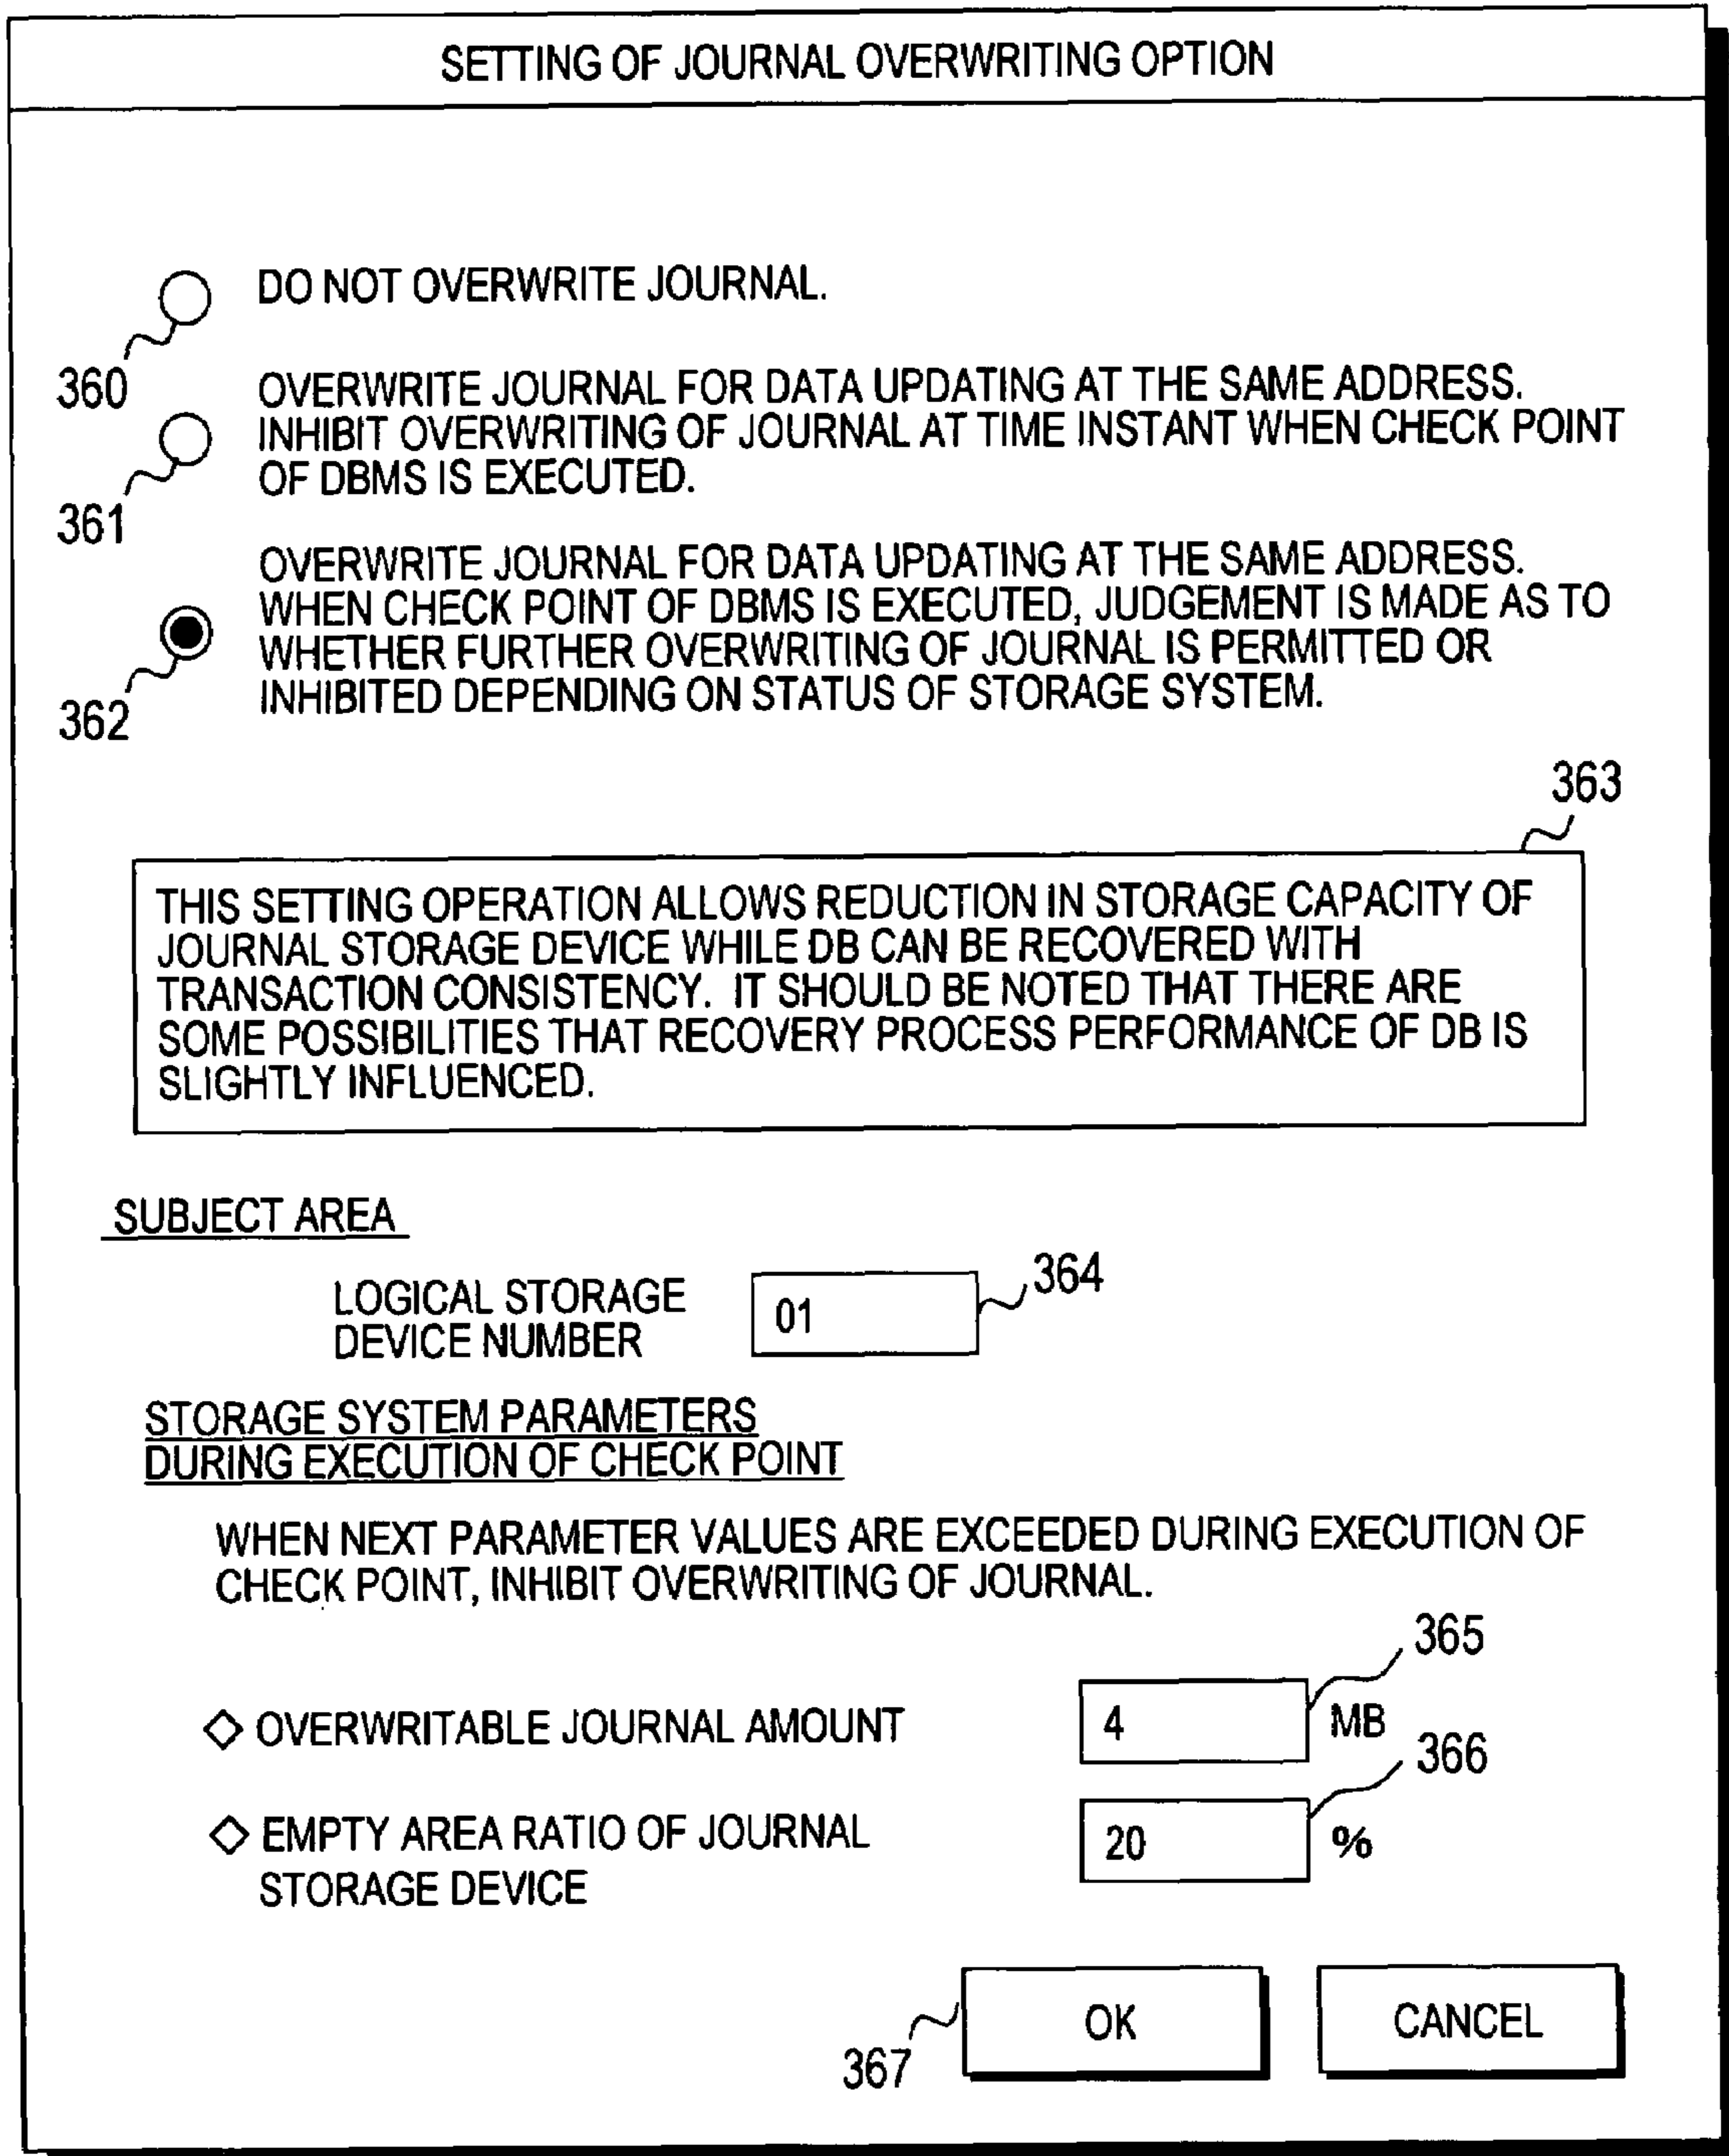 SETTING OF JOURNAL OVERWRITING OPTION
DO NOT OVERWRITE JOURNAL.
360
OVERWRITE JOURNAL FOR DATA UPDATING AT THE SAME ADDRESS.
INHIBIT OVERWRITING OF JOURNAL AT TIME INSTANT WHEN CHECK POINT
OF DBMS IS EXECUTED.
361
OVERWRITE JOURNAL FOR DATA UPDATING AT THE SAME ADDRESS.
WHEN CHECK POINT OF DBMS IS EXECUTED, JUDGEMENT IS MADE AS TO
WHETHER FURTHER OVERWRITING OF JOURNAL IS PERMITTED OR
INHIBITED DEPENDING ON STATUS OF STORAGE SYSTEM.
362
363
THIS SETTING OPERATION ALLOWS REDUCTION IN STORAGE CAPACITY OF
JOURNAL STORAGE DEVICE WHILE DB CAN BE RECOVERED WITH
TRANSACTION CONSISTENCY. IT SHOULD BE NOTED THAT THERE ARE
SOME POSSIBILITIES THAT RECOVERY PROCESS PERFORMANCE OF DB IS
SLIGHTLY INFLUENCED.
SUBJECT AREA
LOGICAL STORAGE
DEVICE NUMBER
01
364
STORAGE SYSTEM PARAMETERS
DURING EXECUTION OF CHECK POINT
WHEN NEXT PARAMETER VALUES ARE EXCEEDED DURING EXECUTION OF
CHECK POINT, INHIBIT OVERWRITING OF JOURNAL.
365
◇ OVERWRITABLE JOURNAL AMOUNT 4 MB
366
◇ EMPTY AREA RATIO OF JOURNAL
STORAGE DEVICE
20 %
OK
CANCEL
367